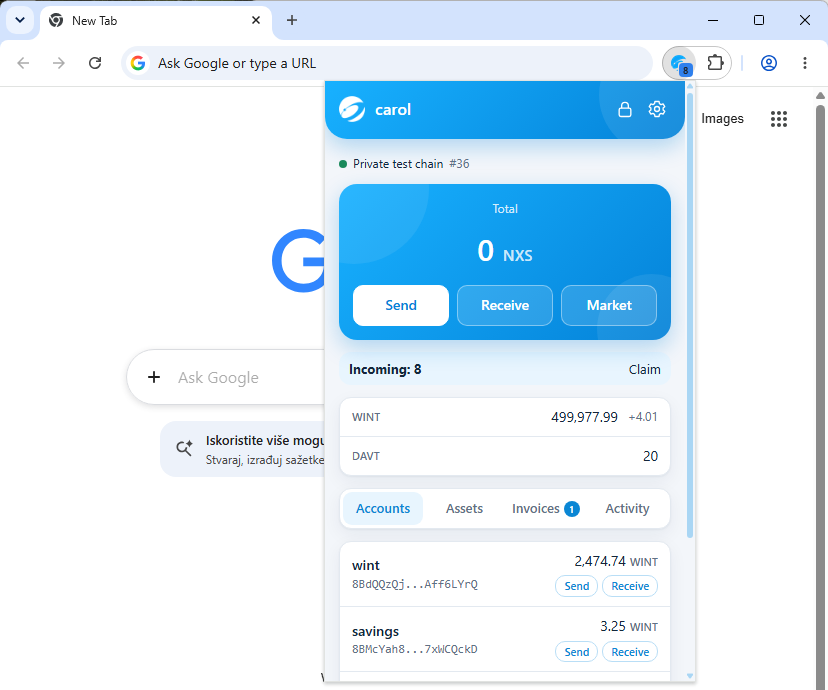 New Tab
Ask Google or type a URL
8
Images
carol
Private test chain #36
Total
0 NXS
Send
Receive
Market
Incoming: 8
Claim
WINT
499,977.99 +4.01
DAVT
20
Accounts
Assets
Invoices 1
Activity
wint
2,474.74 WINT
8BdQQzQj...Aff6LYrQ
Send
Receive
savings
3.25 WINT
8BMcYah8...7xWCQckD
Send
Receive
Ask Google
Iskoristite više mogu
Stvaraj, izrađuj sažetke